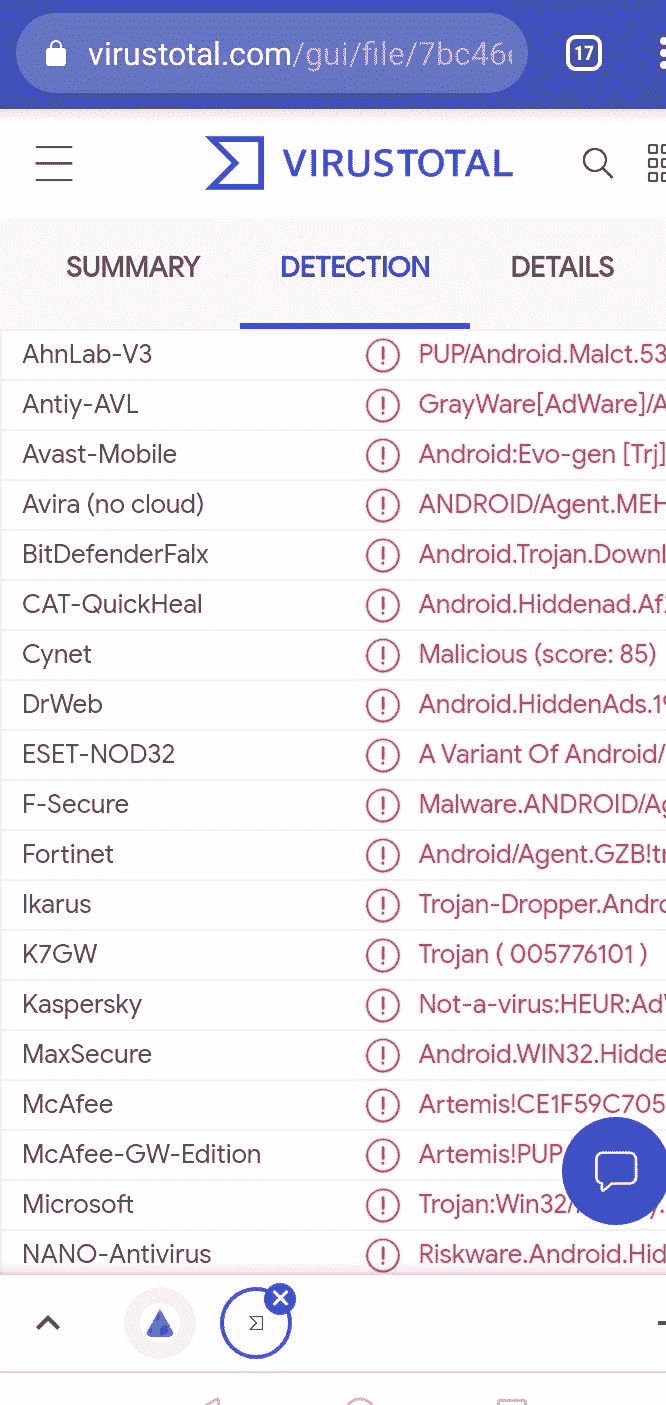 virustotal.com/gui/file/7bc46
17
VIRUSTOTAL
SUMMARY DETECTION DETAILS
AhnLab-V3 PUP/Android.Malct.53
Antiy-AVL GrayWare[AdWare]/A
Avast-Mobile Android:Evo-gen [Trj]
Avira (no cloud) ANDROID/Agent.MEH
BitDefenderFalx Android.Trojan.Downl
CAT-QuickHeal Android.Hiddenad.Af
Cynet Malicious (score: 85)
DrWeb Android.HiddenAds.19
ESET-NOD32 A Variant Of Android/
F-Secure Malware.ANDROID/Ag
Fortinet Android/Agent.GZB!tr
Ikarus Trojan-Dropper.Andro
K7GW Trojan ( 005776101 )
Kaspersky Not-a-virus:HEUR:AdV
MaxSecure Android.WIN32.Hidde
McAfee Artemis!CE1F59C705
McAfee-GW-Edition Artemis!PUP
Microsoft Trojan:Win32/
NANO-Antivirus Riskware.Android.Hid